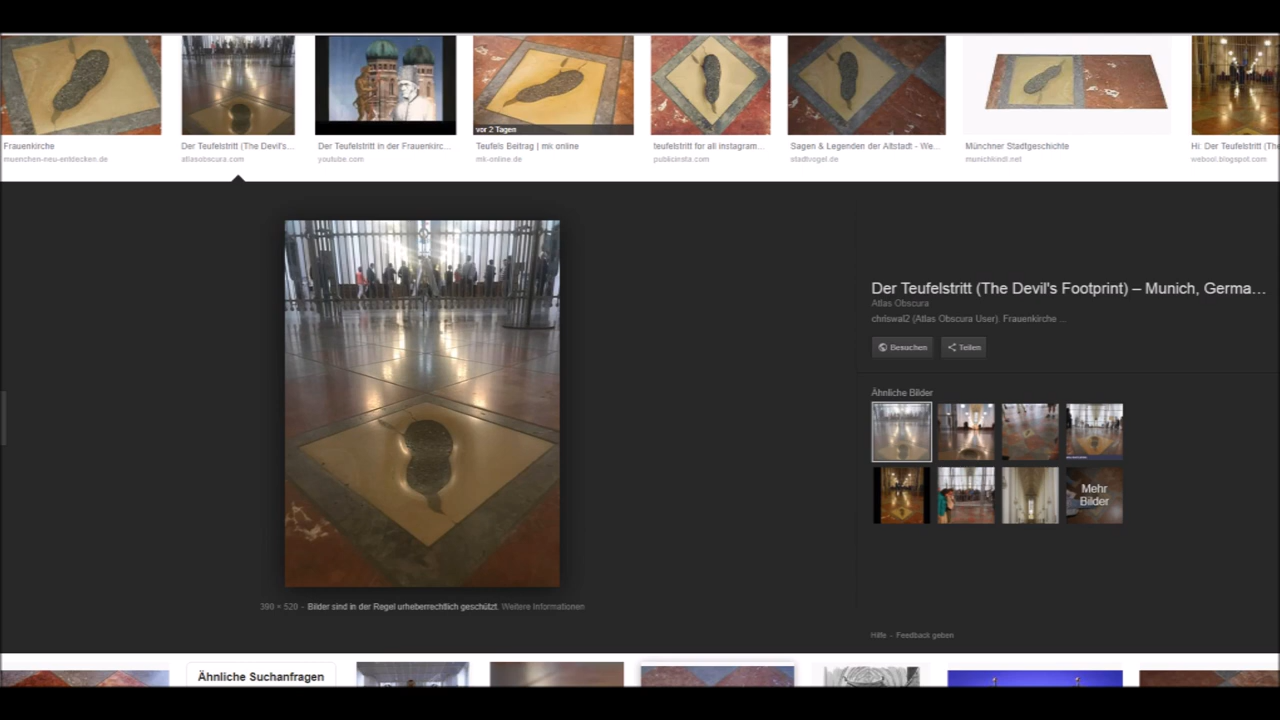 vor 2 Tagen
Frauenkirche
muenchen-neu-entdecken.de
Der Teufelstritt (The Devil's...
atlasobscura.com
Der Teufelstritt in der Frauenkirc...
youtube.com
Teufels Beitrag | mk online
mk-online.de
teufelstritt for all instagram...
publicinsta.com
Sagen & Legenden der Altstadt - We...
stadtvogel.de
Münchner Stadtgeschichte
munichkindl.net
Hi: Der Teufelstritt (The
webool.blogspot.com
Der Teufelstritt (The Devil's Footprint) – Munich, Germa...
Atlas Obscura
chriswal2 (Atlas Obscura User). Frauenkirche ...
Besuchen
Teilen
Ähnliche Bilder
Mehr
Bilder
390 × 520 - Bilder sind in der Regel urheberrechtlich geschützt. Weitere Informationen
Hilfe - Feedback geben
Ähnliche Suchanfragen